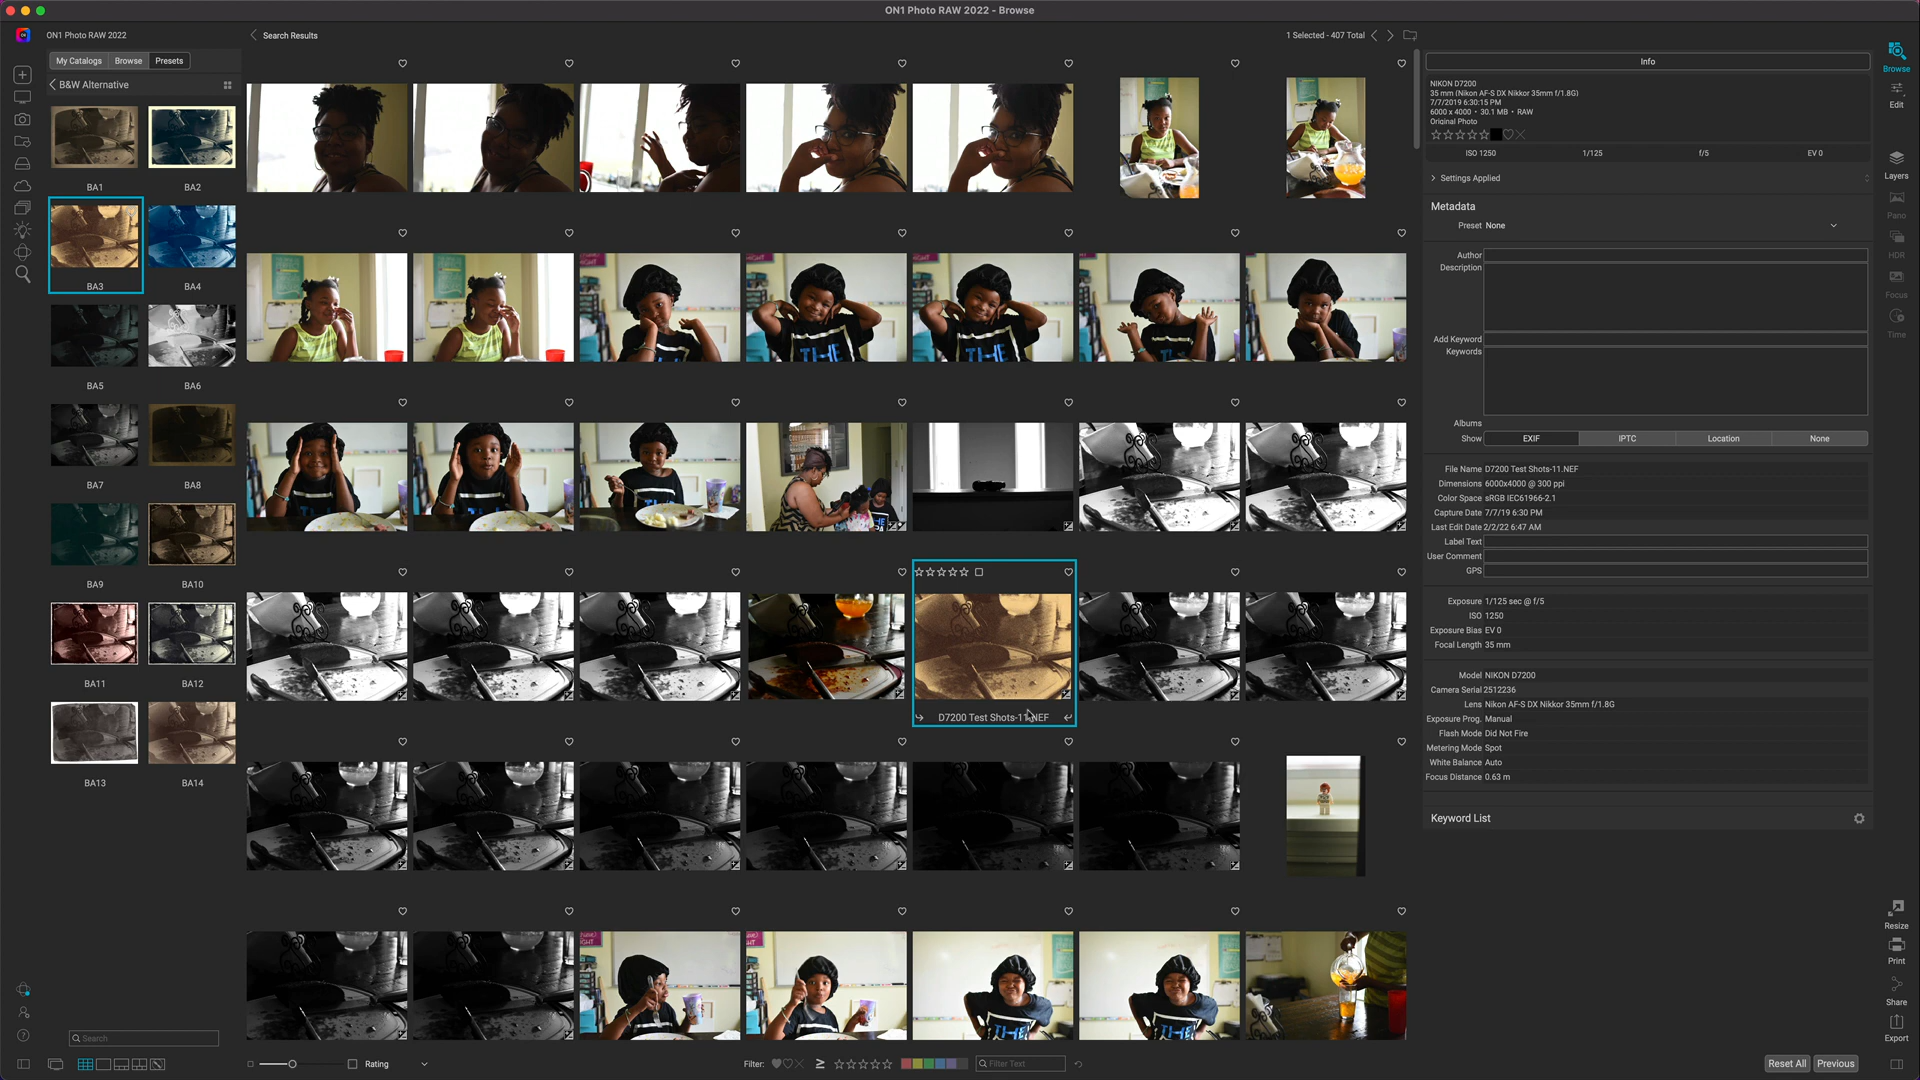 ON1 Photo RAW 2022 - Browse
ON1 Photo RAW 2022
Search Results
1 Selected - 407 Total
My Catalogs
Browse
Presets
B&W Alternative
BA1
BA2
BA3
BA4
BA5
BA6
BA7
BA8
BA9
BA10
BA11
BA12
BA13
BA14
Search
D7200 Test Shots-11.NEF
Rating
Filter:
Filter Text
Info
NIKON D7200
35 mm (Nikon AF-S DX Nikkor 35mm f/1.8G)
7/7/2019 6:30:15 PM
6000 x 4000 • 30.1 MB • RAW
Original Photo
ISO 1250
1/125
f/5
EV 0
Settings Applied
Metadata
Preset None
Author
Description
Add Keyword
Keywords
Albums
Show
EXIF
IPTC
Location
None
File Name D7200 Test Shots-11.NEF
Dimensions 6000x4000 @ 300 ppi
Color Space sRGB IEC61966-2.1
Capture Date 7/7/19 6:30 PM
Last Edit Date 2/2/22 6:47 AM
Label Text
User Comment
GPS
Exposure 1/125 sec @ f/5
ISO 1250
Exposure Bias EV 0
Focal Length 35 mm
Model NIKON D7200
Camera Serial 2512236
Lens Nikon AF-S DX Nikkor 35mm f/1.8G
Exposure Prog. Manual
Flash Mode Did Not Fire
Metering Mode Spot
White Balance Auto
Focus Distance 0.63 m
Keyword List
Reset All
Previous
Browse
Edit
Layers
Pano
HDR
Focus
Time
Resize
Print
Share
Export